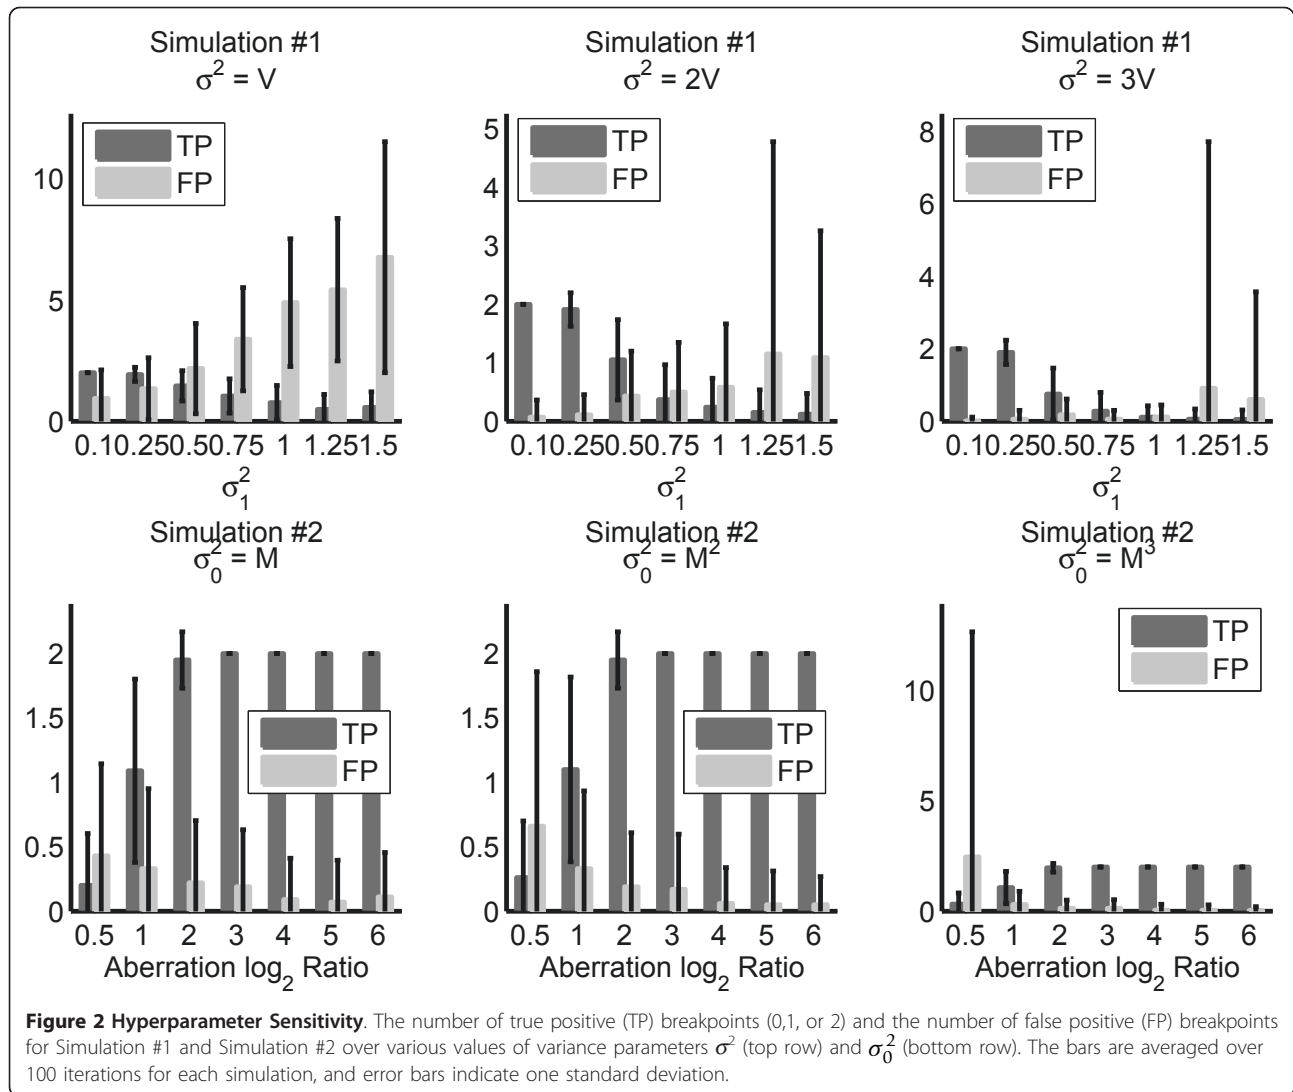 Simulation #1
σ² = V
TP
FP
10
5
0
0.10.250.50.75 1 1.251.5
σ₁²
Simulation #1
σ² = 2V
TP
FP
5
4
3
2
1
0
0.10.250.50.75 1 1.251.5
σ₁²
Simulation #1
σ² = 3V
TP
FP
8
6
4
2
0
0.10.250.50.75 1 1.251.5
σ₁²
Simulation #2
σ₀² = M
TP
FP
2
1.5
1
0.5
0
0.5 1 2 3 4 5 6
Aberration log₂ Ratio
Simulation #2
σ₀² = M²
TP
FP
2
1.5
1
0.5
0
0.5 1 2 3 4 5 6
Aberration log₂ Ratio
Simulation #2
σ₀² = M³
TP
FP
10
5
0
0.5 1 2 3 4 5 6
Aberration log₂ Ratio
Figure 2 Hyperparameter Sensitivity. The number of true positive (TP) breakpoints (0,1, or 2) and the number of false positive (FP) breakpoints
for Simulation #1 and Simulation #2 over various values of variance parameters σ² (top row) and σ₀² (bottom row). The bars are averaged over
100 iterations for each simulation, and error bars indicate one standard deviation.